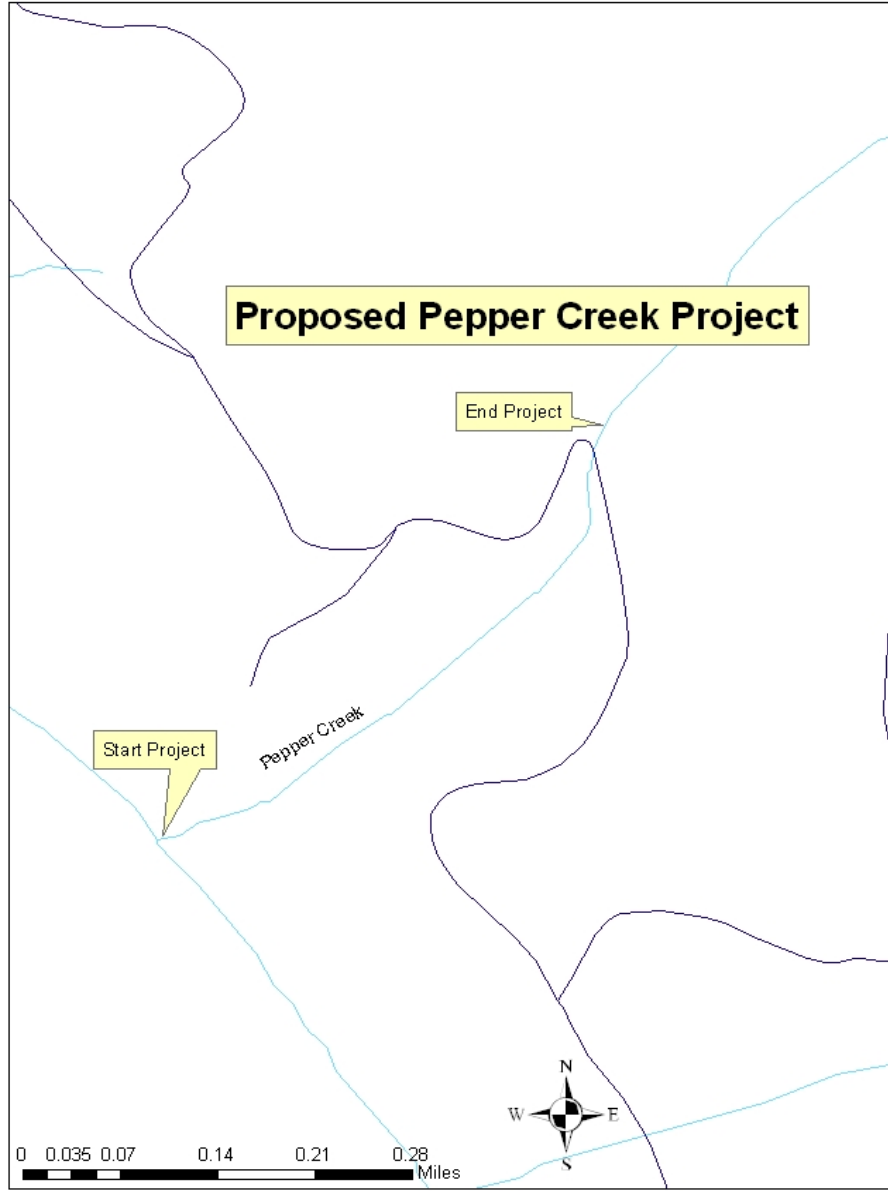 Proposed Pepper Creek Project
End Project
Pepper Creek
Start Project
N
W E
S
0 0.035 0.07 0.14 0.21 0.28
Miles